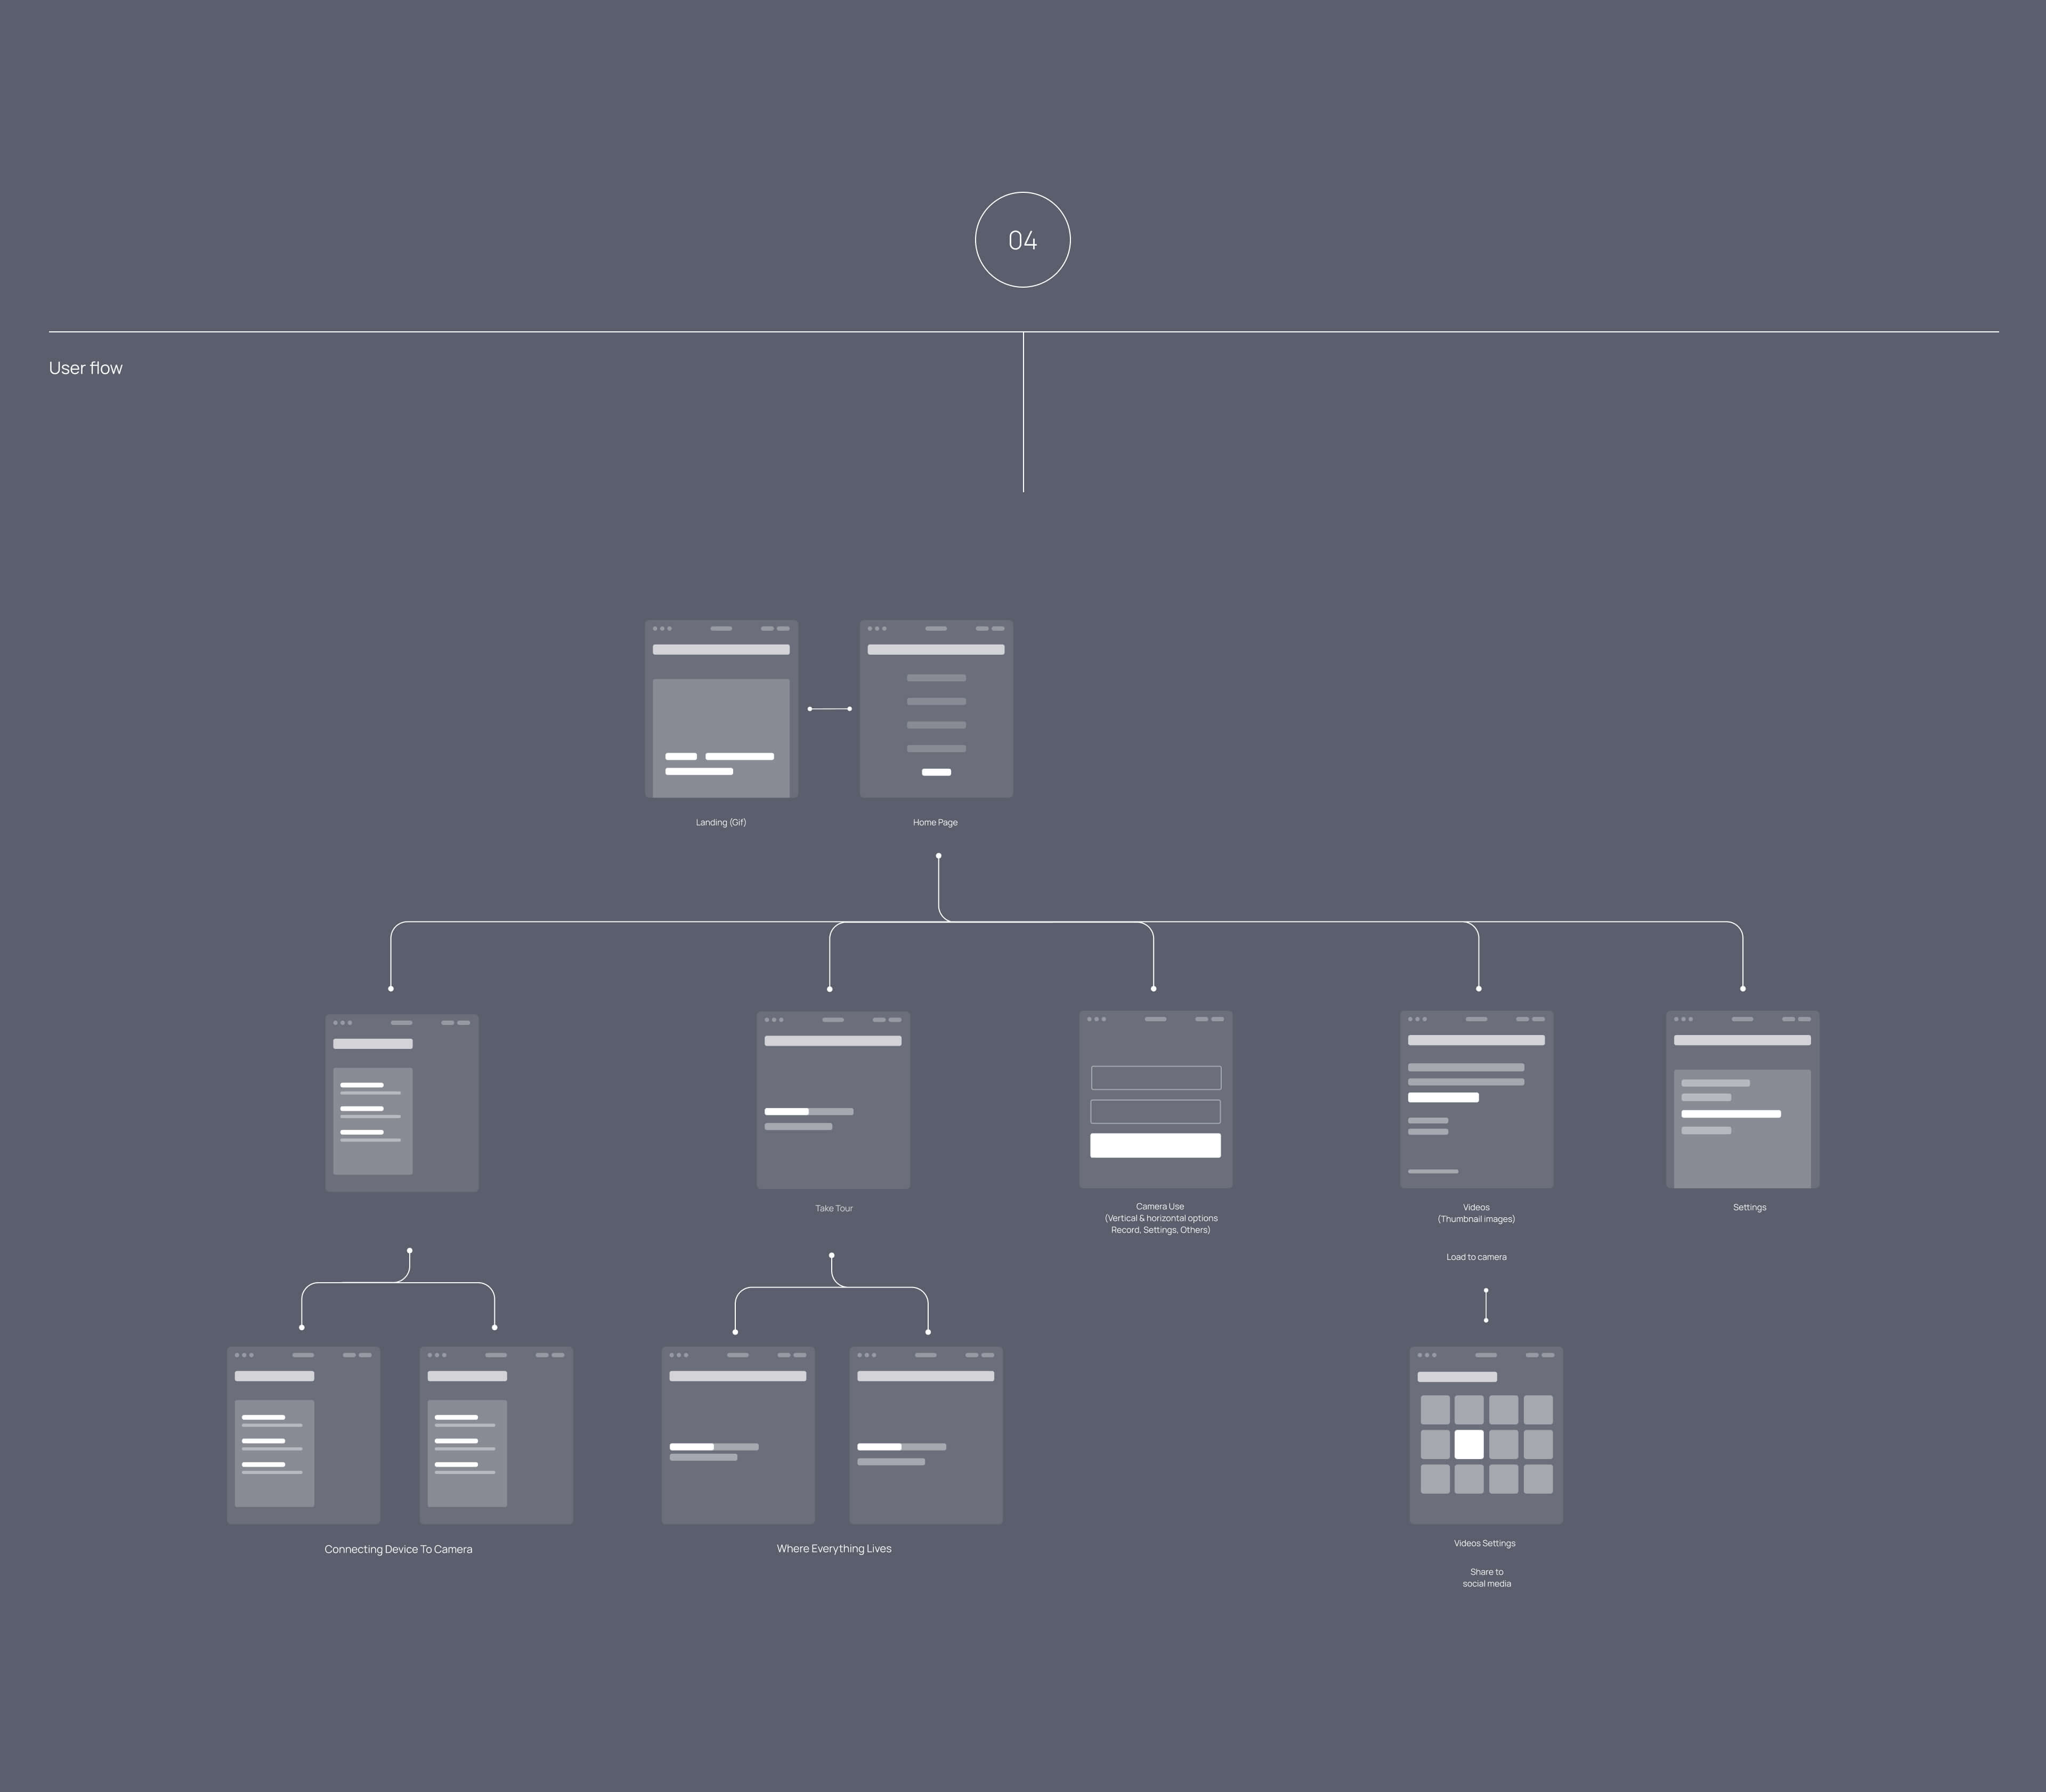 04
User flow
Landing (Gif)
Home Page
Take Tour
Camera Use
(Vertical & horizontal options
Record, Settings, Others)
Videos
(Thumbnail images)
Load to camera
Settings
Connecting Device To Camera
Where Everything Lives
Videos Settings
Share to
social media